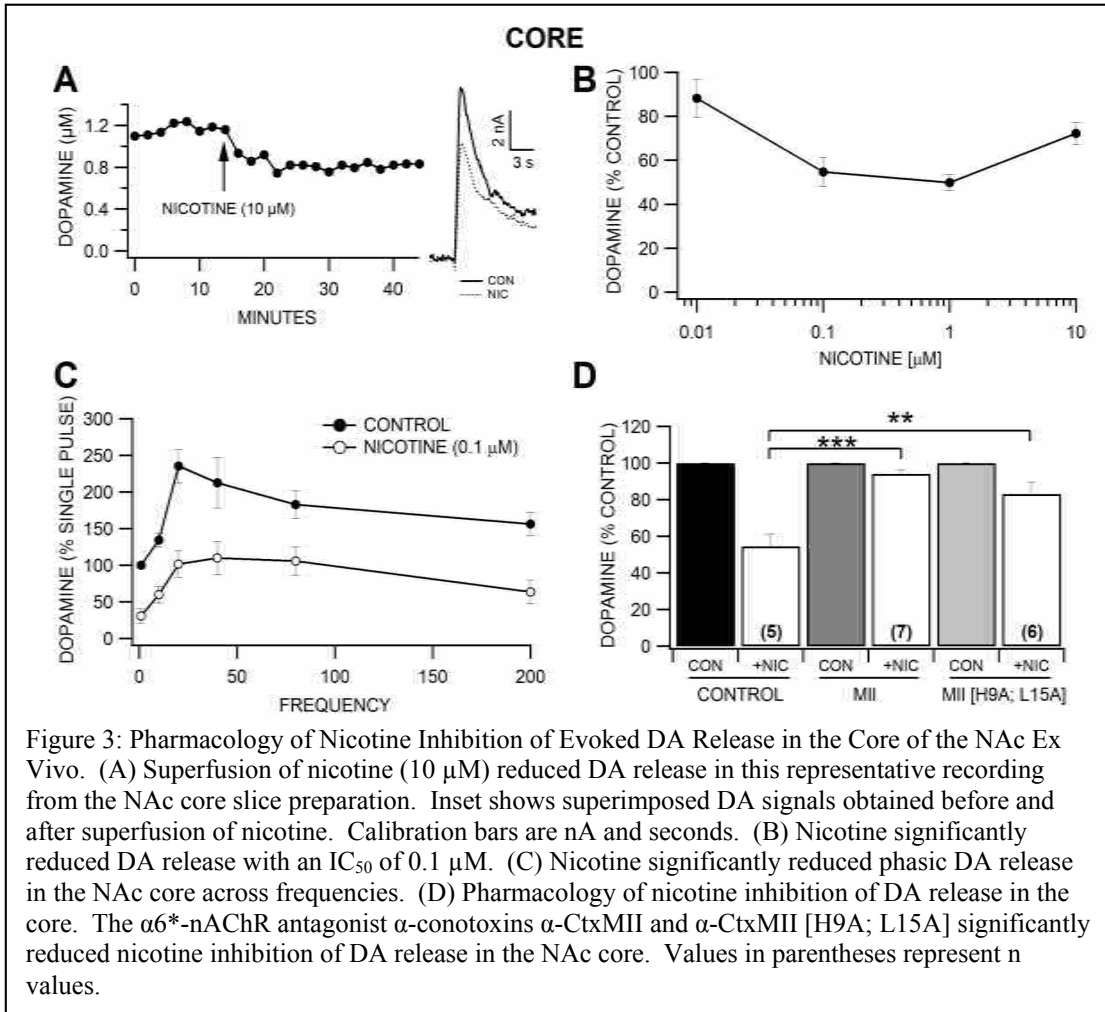 CORE
A
DOPAMINE (µM)
1.2
0.8
0.4
0.0
NICOTINE (10 µM)
0 10 20 30 40
MINUTES
2 nA
3 s
CON
NIC
B
DOPAMINE (% CONTROL)
100
80
60
40
20
0
0.01 0.1 1 10
NICOTINE [µM]
C
DOPAMINE (% SINGLE PULSE)
300
250
200
150
100
50
0
CONTROL
NICOTINE (0.1 µM)
0 50 100 150 200
FREQUENCY
D
DOPAMINE (% CONTROL)
120
100
80
60
40
20
0
**
***
(5) (7) (6)
CON +NIC CON +NIC CON +NIC
CONTROL MII MII [H9A; L15A]
Figure 3: Pharmacology of Nicotine Inhibition of Evoked DA Release in the Core of the NAc Ex
Vivo. (A) Superfusion of nicotine (10 µM) reduced DA release in this representative recording
from the NAc core slice preparation. Inset shows superimposed DA signals obtained before and
after superfusion of nicotine. Calibration bars are nA and seconds. (B) Nicotine significantly
reduced DA release with an IC50 of 0.1 µM. (C) Nicotine significantly reduced phasic DA release
in the NAc core across frequencies. (D) Pharmacology of nicotine inhibition of DA release in the
core. The α6*-nAChR antagonist α-conotoxins α-CtxMII and α-CtxMII [H9A; L15A] significantly
reduced nicotine inhibition of DA release in the NAc core. Values in parentheses represent n
values.